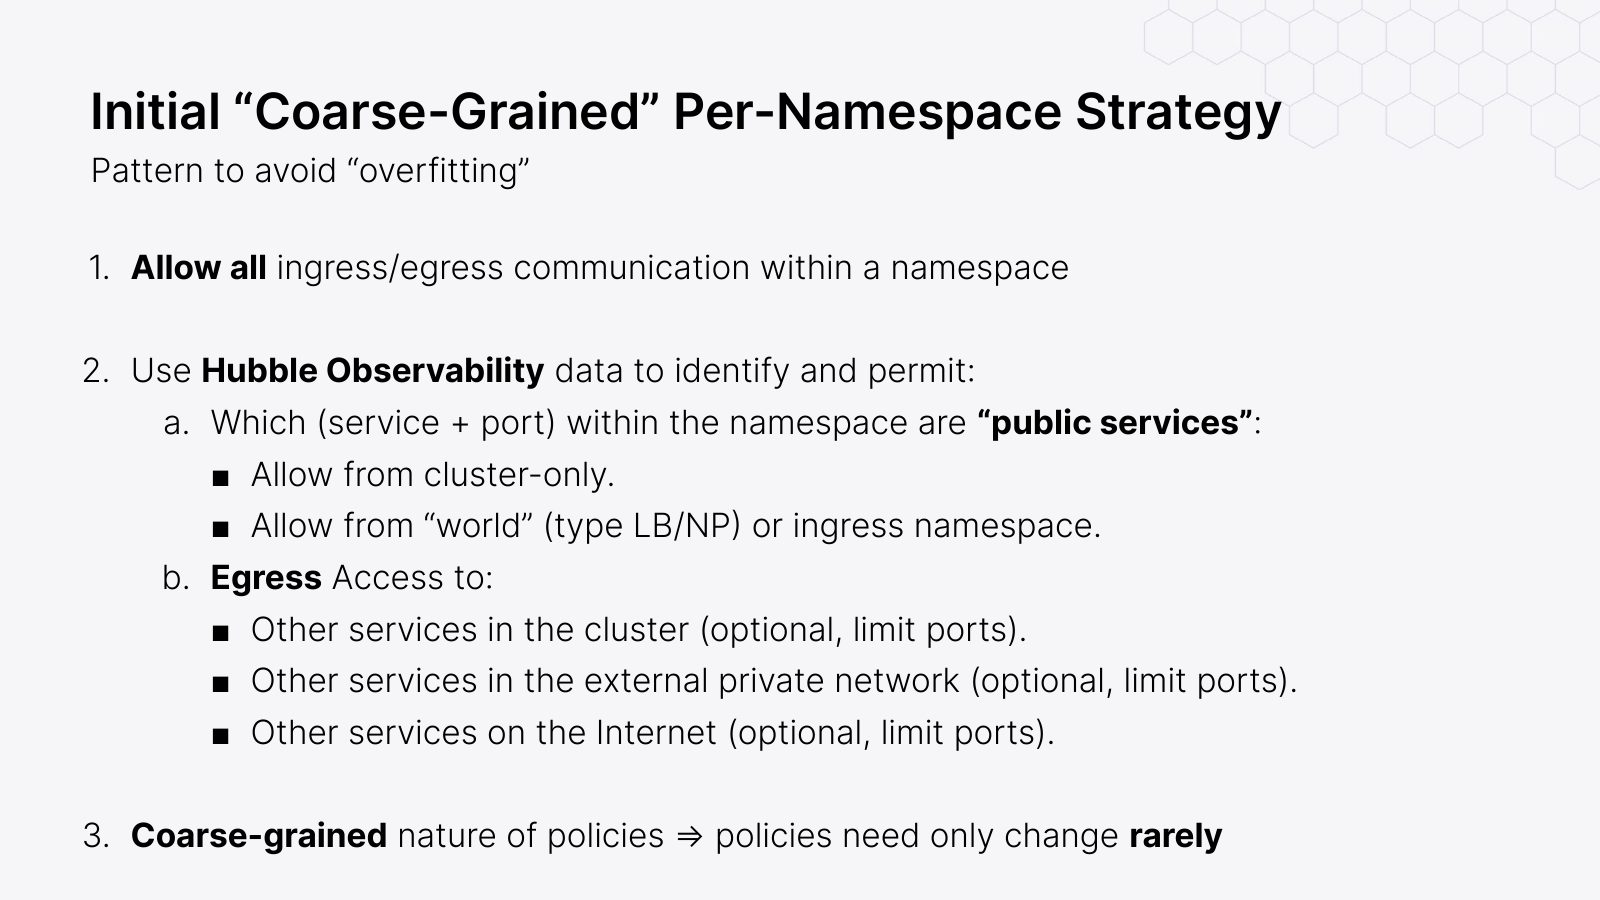 Initial “Coarse-Grained” Per-Namespace Strategy
Pattern to avoid “overfitting”
1. Allow all ingress/egress communication within a namespace
2. Use Hubble Observability data to identify and permit:
a. Which (service + port) within the namespace are “public services”:
■ Allow from cluster-only.
■ Allow from “world” (type LB/NP) or ingress namespace.
b. Egress Access to:
■ Other services in the cluster (optional, limit ports).
■ Other services in the external private network (optional, limit ports).
■ Other services on the Internet (optional, limit ports).
3. Coarse-grained nature of policies ⇒ policies need only change rarely